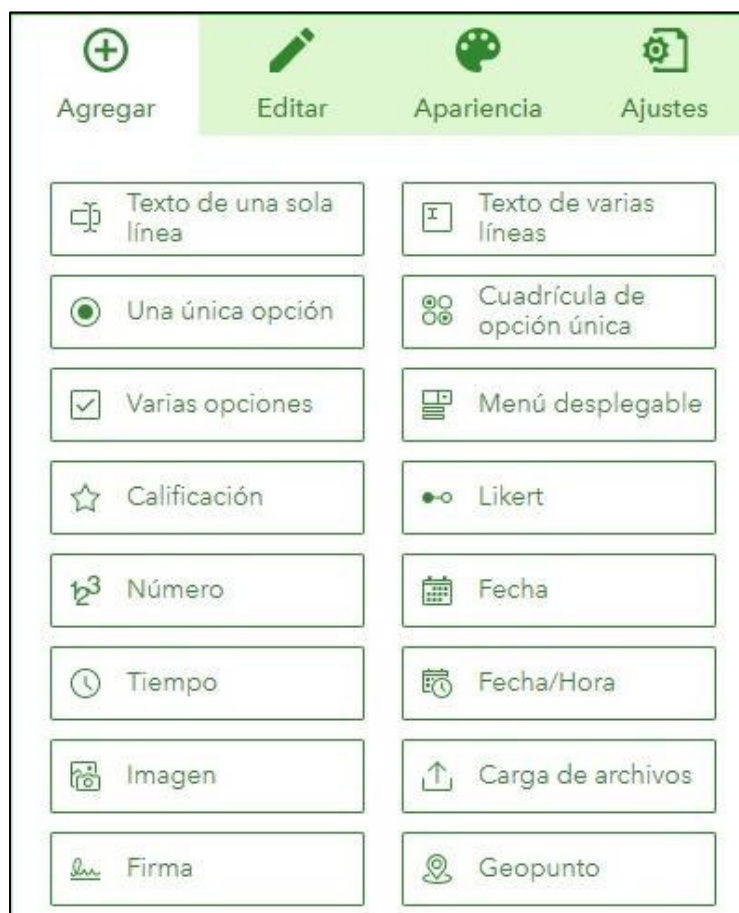 Agregar
Editar
Apariencia
Ajustes
Texto de una sola
línea
Texto de varias
líneas
Una única opción
Cuadrícula de
opción única
Varias opciones
Menú desplegable
Calificación
Likert
123
Número
Fecha
Tiempo
Fecha/Hora
Imagen
Carga de archivos
Firma
Geopunto